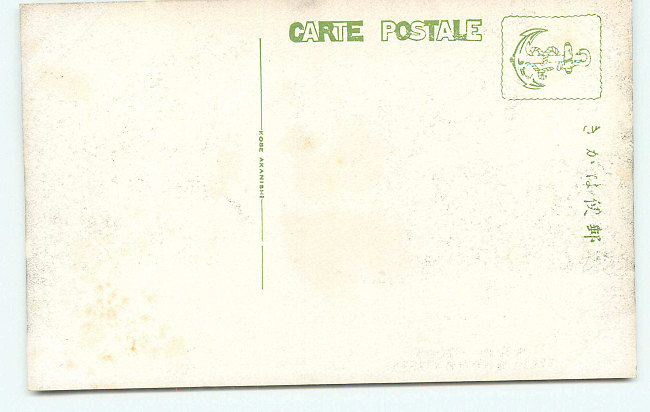 CARTE POSTALE
KOBE AKANISHI
きかは便郵